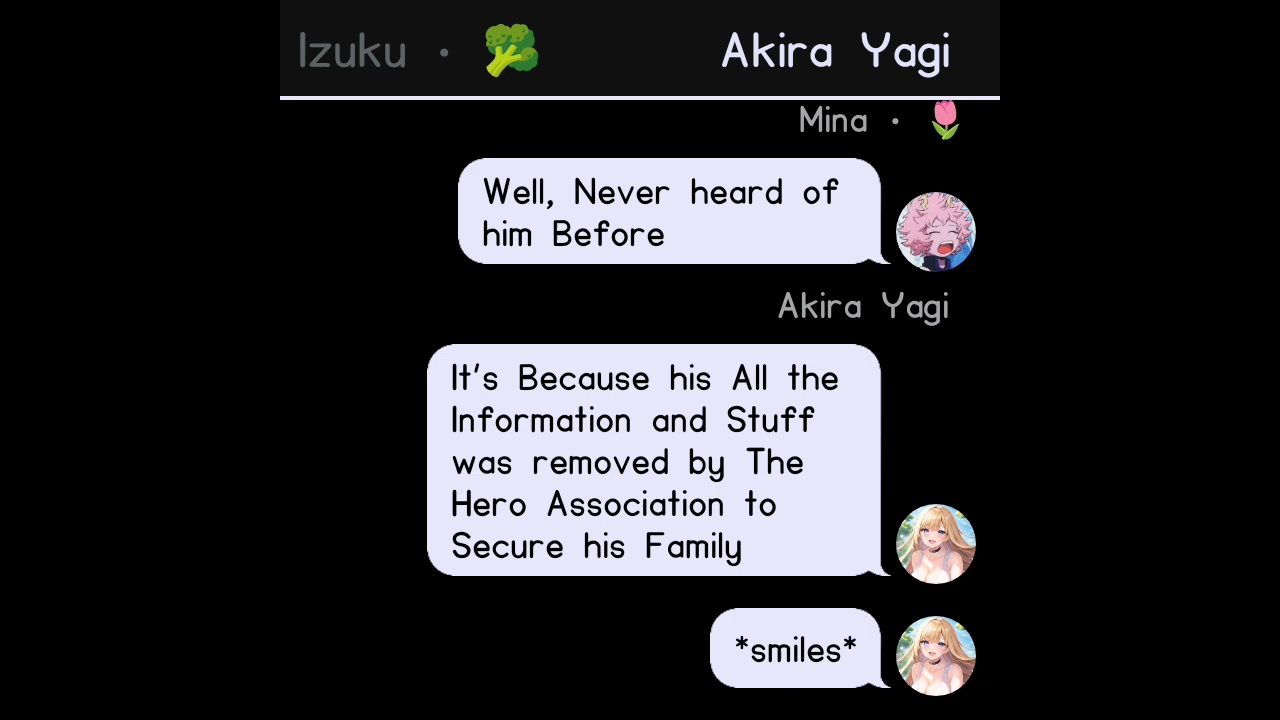 Izuku • 🥦 Akira Yagi
Mina • 🌷
Well, Never heard of
him Before
Akira Yagi
It's Because his All the
Information and Stuff
was removed by The
Hero Association to
Secure his Family
*smiles*